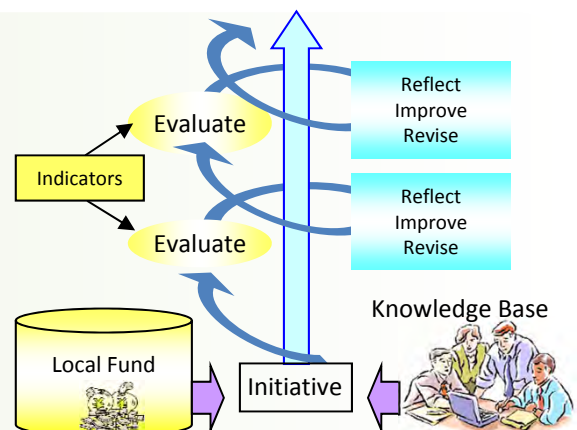 Reflect
Improve
Revise
Evaluate
Indicators
Reflect
Improve
Revise
Evaluate
Knowledge Base
Local Fund
Initiative